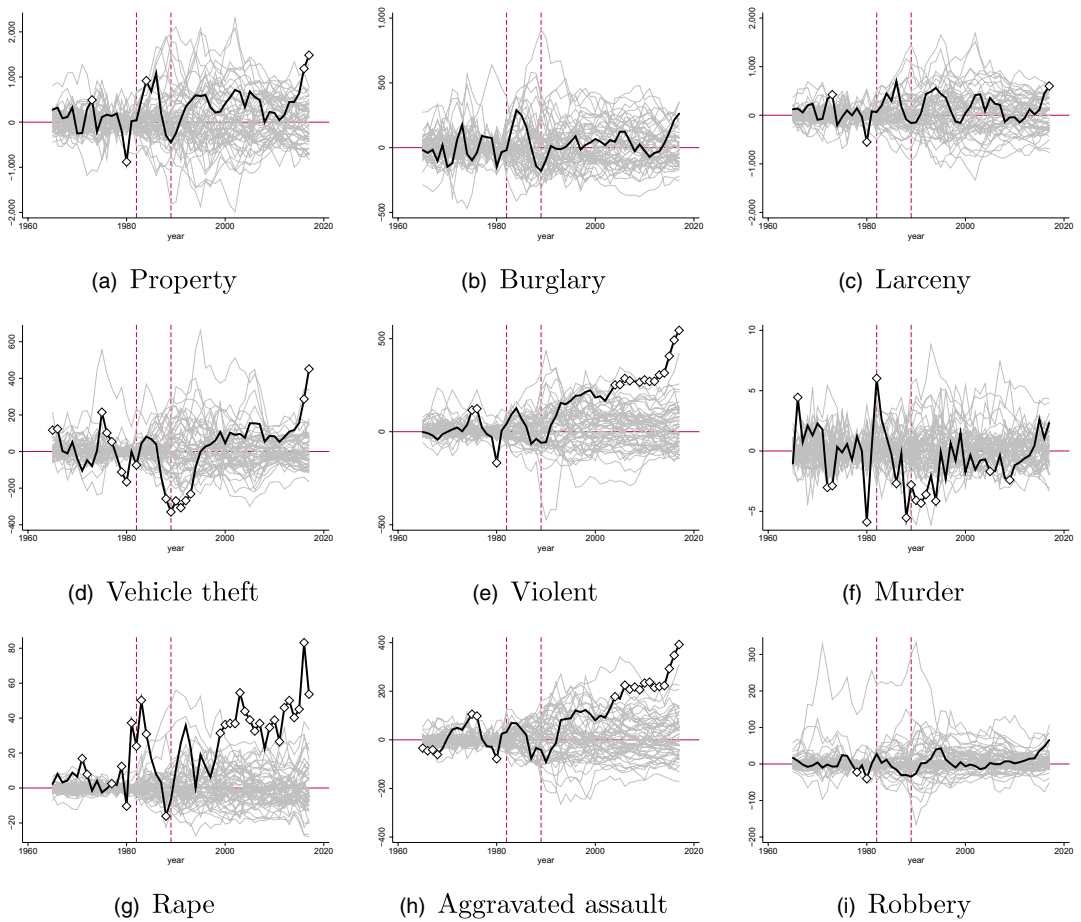 2,000
1,000
0
−1,000
−2,000
1960 1980 2000 2020
year
(a) Property
1,000
500
0
−500
1960 1980 2000 2020
year
(b) Burglary
2,000
1,000
0
−1,000
−2,000
1960 1980 2000 2020
year
(c) Larceny
600
400
200
0
−200
−400
1960 1980 2000 2020
year
(d) Vehicle theft
500
0
−500
1960 1980 2000 2020
year
(e) Violent
10
5
0
−5
1960 1980 2000 2020
year
(f) Murder
80
60
40
20
0
−20
1960 1980 2000 2020
year
(g) Rape
400
200
0
−200
−400
1960 1980 2000 2020
year
(h) Aggravated assault
300
200
100
0
−100
−200
1960 1980 2000 2020
year
(i) Robbery